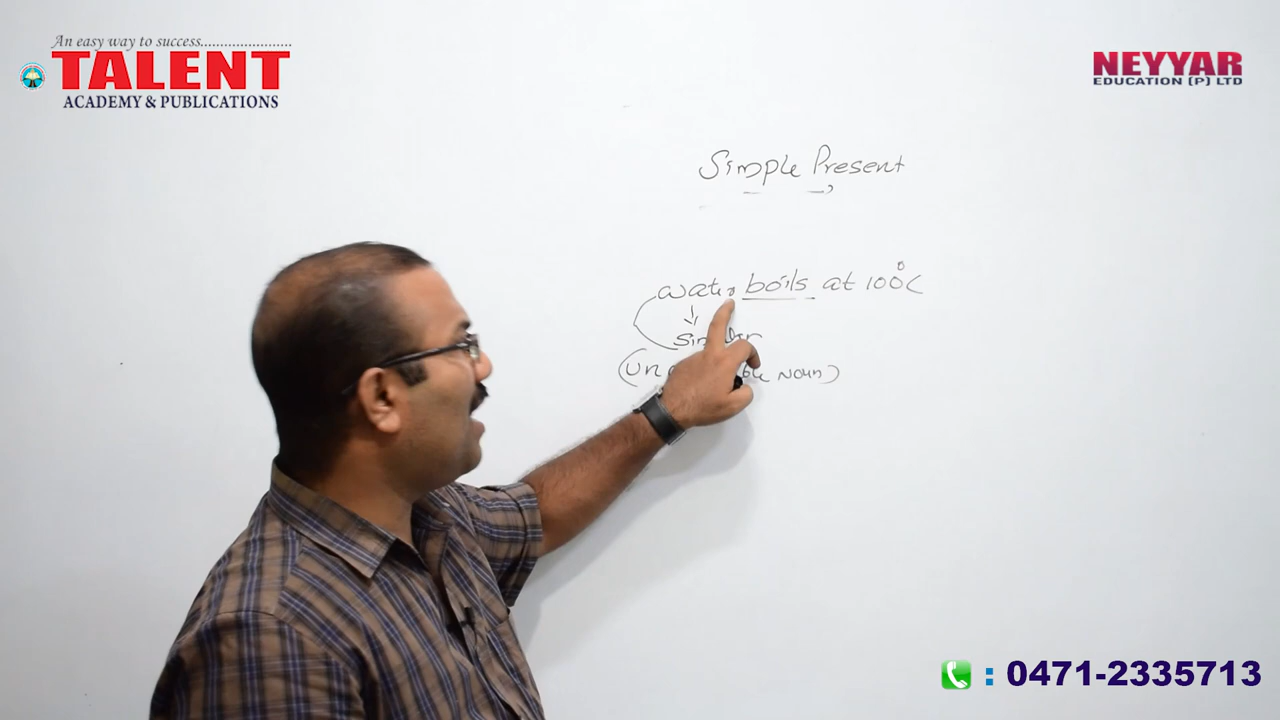 An easy way to success.......................
TALENT
ACADEMY & PUBLICATIONS
NEYYAR
EDUCATION (P) LTD
Simple Present
water boils at 100°C
Noun)
: 0471-2335713